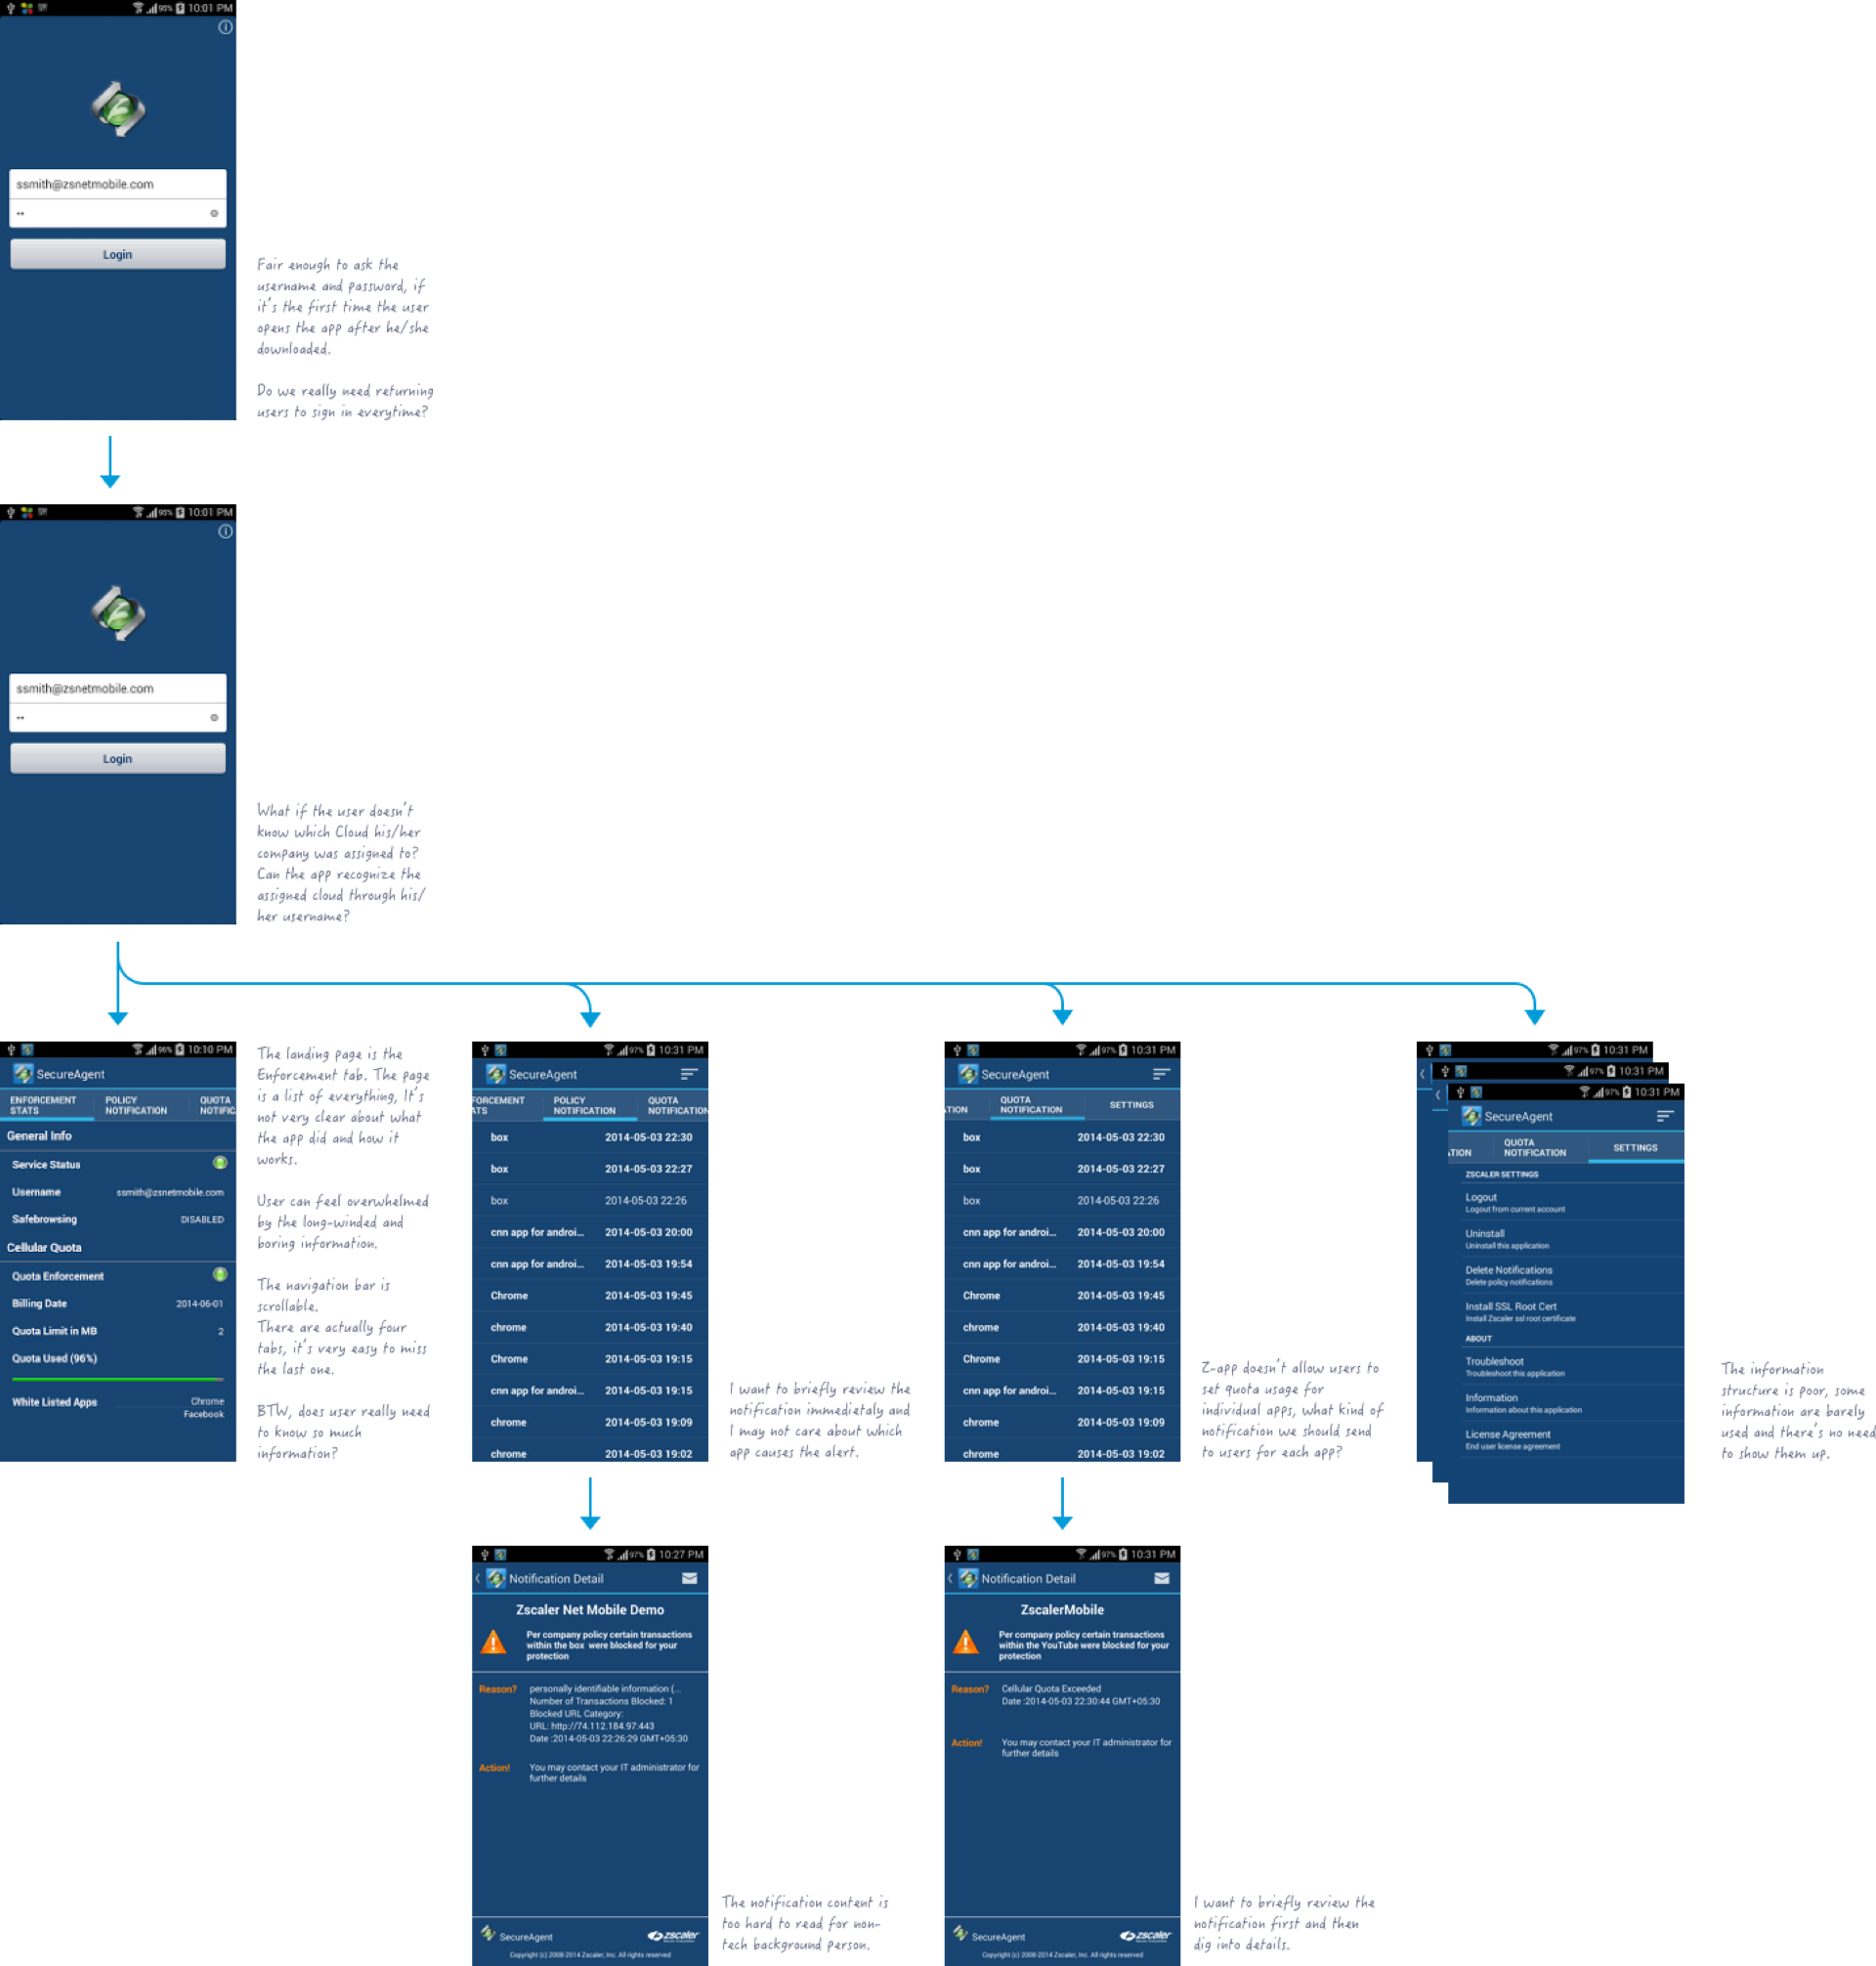 95% 10:01 PM
ssmith@zsnetmobile.com
Login
Fair enough to ask the
username and password, if
it's the first time the user
opens the app after he/she
downloaded.
Do we really need returning
users to sign in everytime?
95% 10:01 PM
ssmith@zsnetmobile.com
Login
What if the user doesn't
know which Cloud his/her
company was assigned to?
Can the app recognize the
assigned cloud through his/
her username?
96% 10:10 PM
SecureAgent
ENFORCEMENT STATS
POLICY NOTIFICATION
QUOTA NOTIFIC
General Info
Service Status
Username ssmith@zsnetmobile.com
Safebrowsing DISABLED
Cellular Quota
Quota Enforcement
Billing Date 2014-06-01
Quota Limit in MB 2
Quota Used (96%)
White Listed Apps Chrome
Facebook
The landing page is the
Enforcement tab. The page
is a list of everything, It's
not very clear about what
the app did and how it
works.
User can feel overwhelmed
by the long-winded and
boring information.
The navigation bar is
scrollable.
There are actually four
tabs, it's very easy to miss
the last one.
BTW, does user really need
to know so much
information?
97% 10:31 PM
SecureAgent
FORCEMENT ATS
POLICY NOTIFICATION
QUOTA NOTIFICATION
box 2014-05-03 22:30
box 2014-05-03 22:27
box 2014-05-03 22:26
cnn app for androi... 2014-05-03 20:00
cnn app for androi... 2014-05-03 19:54
Chrome 2014-05-03 19:45
chrome 2014-05-03 19:40
Chrome 2014-05-03 19:15
cnn app for androi... 2014-05-03 19:15
chrome 2014-05-03 19:09
chrome 2014-05-03 19:02
I want to briefly review the
notification immedietaly and
I may not care about which
app causes the alert.
97% 10:31 PM
SecureAgent
ATION
QUOTA NOTIFICATION
SETTINGS
box 2014-05-03 22:30
box 2014-05-03 22:27
box 2014-05-03 22:26
cnn app for androi... 2014-05-03 20:00
cnn app for androi... 2014-05-03 19:54
Chrome 2014-05-03 19:45
chrome 2014-05-03 19:40
Chrome 2014-05-03 19:15
cnn app for androi... 2014-05-03 19:15
chrome 2014-05-03 19:09
chrome 2014-05-03 19:02
Z-app doesn't allow users to
set quota usage for
individual apps, what kind of
notification we should send
to users for each app?
97% 10:31 PM
97% 10:31 PM
97% 10:31 PM
SecureAgent
ATION
QUOTA NOTIFICATION
SETTINGS
ZSCALER SETTINGS
Logout
Logout from current account
Uninstall
Uninstall this application
Delete Notifications
Delete policy notifications
Install SSL Root Cert
Install Zscaler ssl root certificate
ABOUT
Troubleshoot
Troubleshoot this application
Information
Information about this application
License Agreement
End user license agreement
The information
structure is poor, some
information are barely
used and there's no need
to show them up.
97% 10:27 PM
Notification Detail
Zscaler Net Mobile Demo
Per company policy certain transactions
within the box were blocked for your
protection
Reason? personally identifiable information (...
Number of Transactions Blocked: 1
Blocked URL Category:
URL: http://74.112.184.97:443
Date :2014-05-03 22:26:29 GMT+05:30
Action! You may contact your IT administrator for
further details
SecureAgent zscaler
Copyright (c) 2008-2014 Zscaler, Inc. All rights reserved
The notification content is
too hard to read for non-
tech background person.
97% 10:31 PM
Notification Detail
ZscalerMobile
Per company policy certain transactions
within the YouTube were blocked for your
protection
Reason? Cellular Quota Exceeded
Date :2014-05-03 22:30:44 GMT+05:30
Action! You may contact your IT administrator for
further details
SecureAgent zscaler
Copyright (c) 2008-2014 Zscaler, Inc. All rights reserved
I want to briefly review the
notification first and then
dig into details.